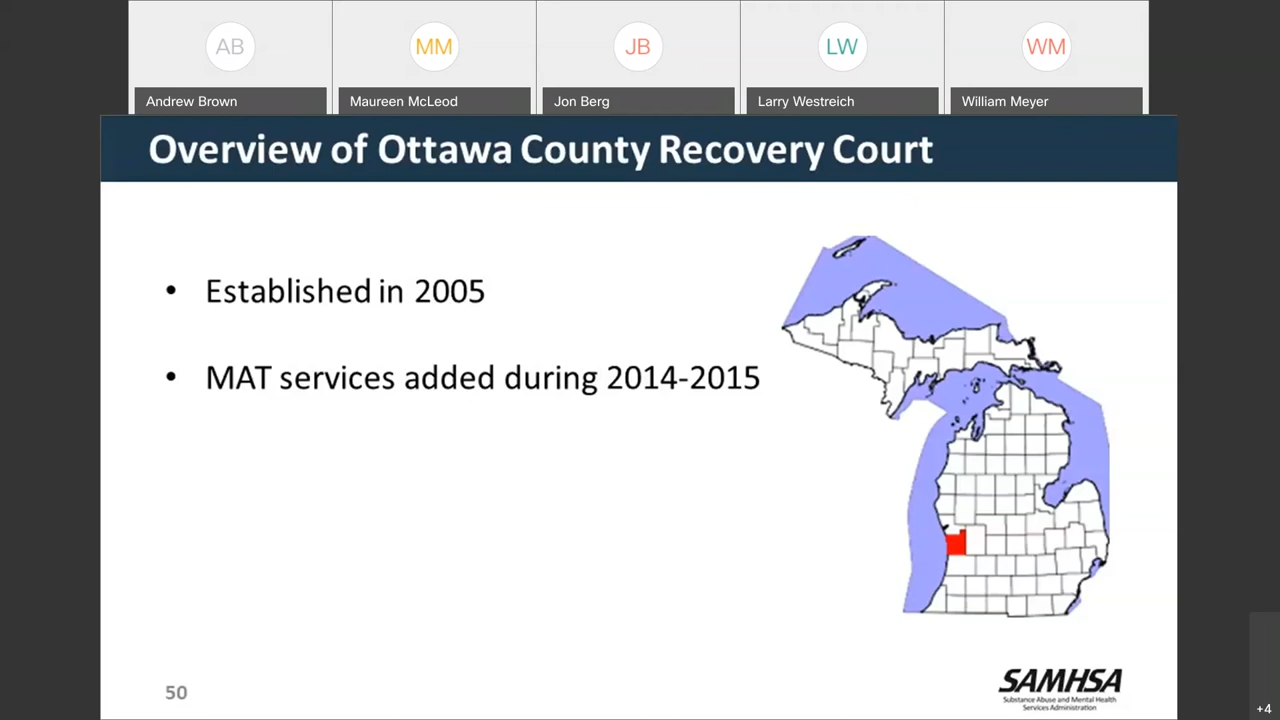 AB
MM
JB
LW
WM
Andrew Brown
Maureen McLeod
Jon Berg
Larry Westreich
William Meyer
Overview of Ottawa County Recovery Court
• Established in 2005
• MAT services added during 2014-2015
50
SAMHSA
Substance Abuse and Mental Health
Services Administration
+4